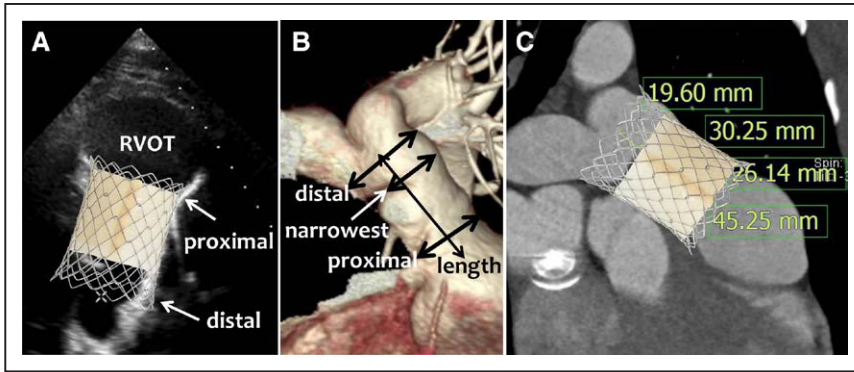 A
RVOT
proximal
distal
B
distal
narrowest
proximal
length
C
19.60 mm
30.25 mm
Spin:
26.14 mm
45.25 mm